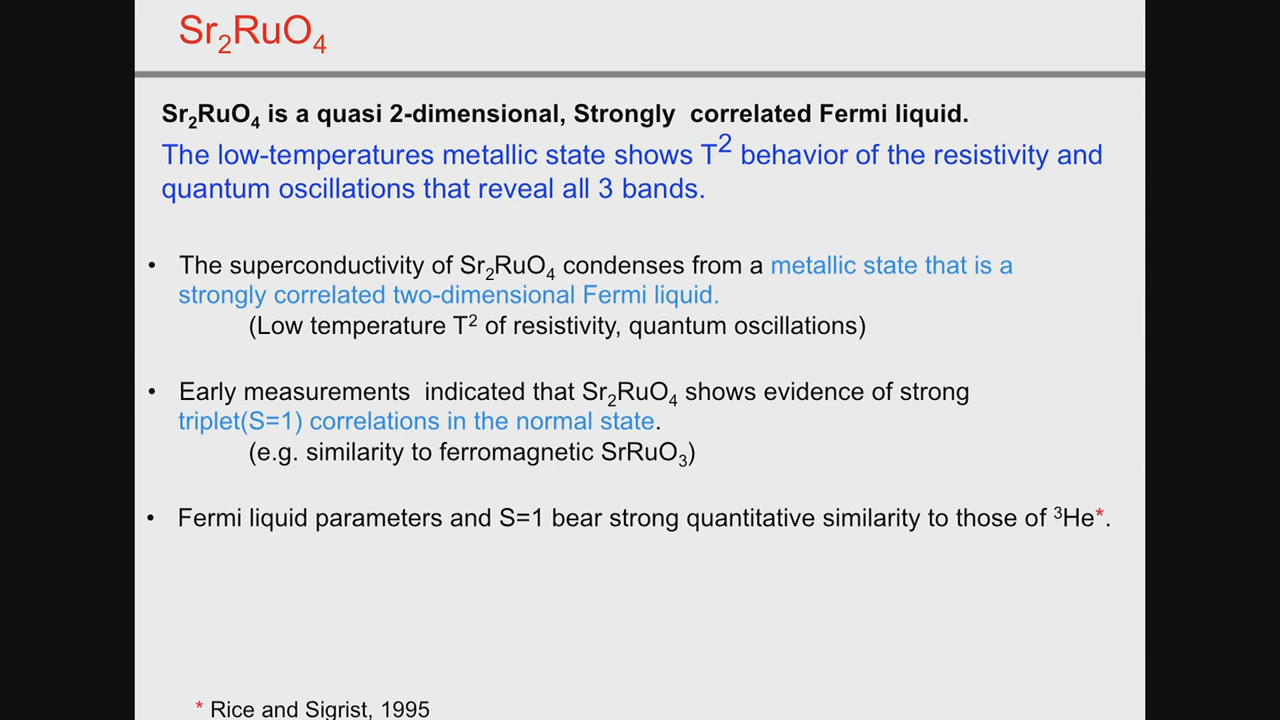 Sr₂RuO₄
Sr₂RuO₄ is a quasi 2-dimensional, Strongly correlated Fermi liquid.
The low-temperatures metallic state shows T² behavior of the resistivity and
quantum oscillations that reveal all 3 bands.
• The superconductivity of Sr₂RuO₄ condenses from a metallic state that is a
strongly correlated two-dimensional Fermi liquid.
(Low temperature T² of resistivity, quantum oscillations)
• Early measurements indicated that Sr₂RuO₄ shows evidence of strong
triplet(S=1) correlations in the normal state.
(e.g. similarity to ferromagnetic SrRuO₃)
• Fermi liquid parameters and S=1 bear strong quantitative similarity to those of ³He*.
* Rice and Sigrist, 1995